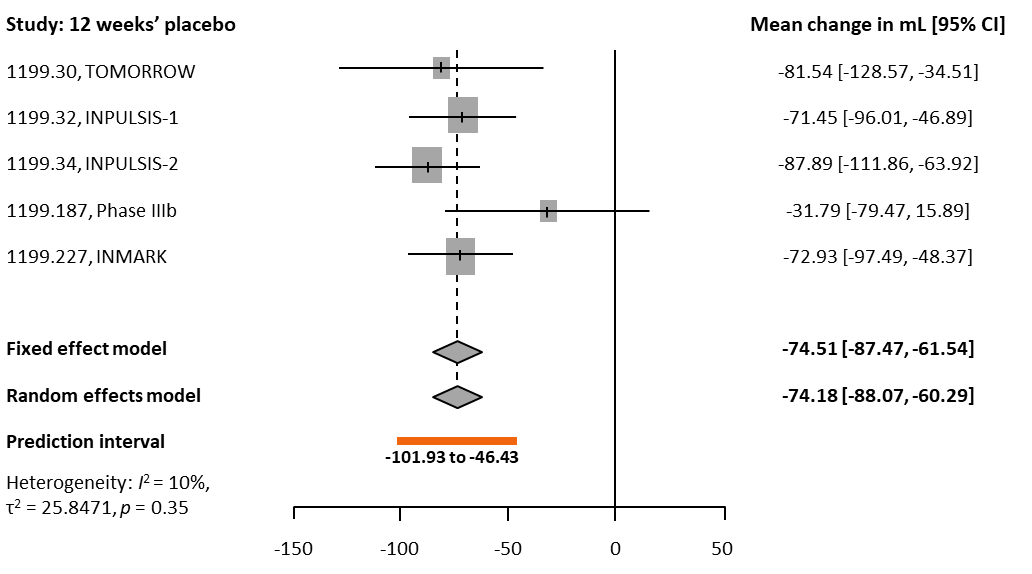 Study: 12 weeks’ placebo Mean change in mL [95% CI]
1199.30, TOMORROW -81.54 [-128.57, -34.51]
1199.32, INPULSIS-1 -71.45 [-96.01, -46.89]
1199.34, INPULSIS-2 -87.89 [-111.86, -63.92]
1199.187, Phase IIIb -31.79 [-79.47, 15.89]
1199.227, INMARK -72.93 [-97.49, -48.37]
Fixed effect model -74.51 [-87.47, -61.54]
Random effects model -74.18 [-88.07, -60.29]
Prediction interval
-101.93 to -46.43
Heterogeneity: I² = 10%,
τ² = 25.8471, p = 0.35
-150 -100 -50 0 50